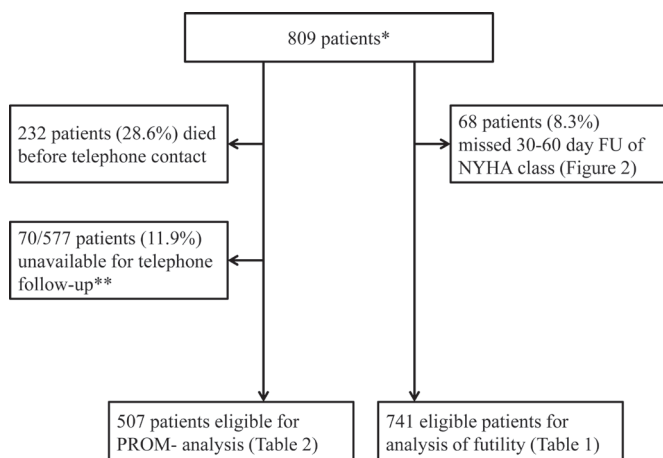 809 patients*
232 patients (28.6%) died
before telephone contact
68 patients (8.3%)
missed 30-60 day FU of
NYHA class (Figure 2)
70/577 patients (11.9%)
unavailable for telephone
follow-up**
507 patients eligible for
PROM- analysis (Table 2)
741 eligible patients for
analysis of futility (Table 1)